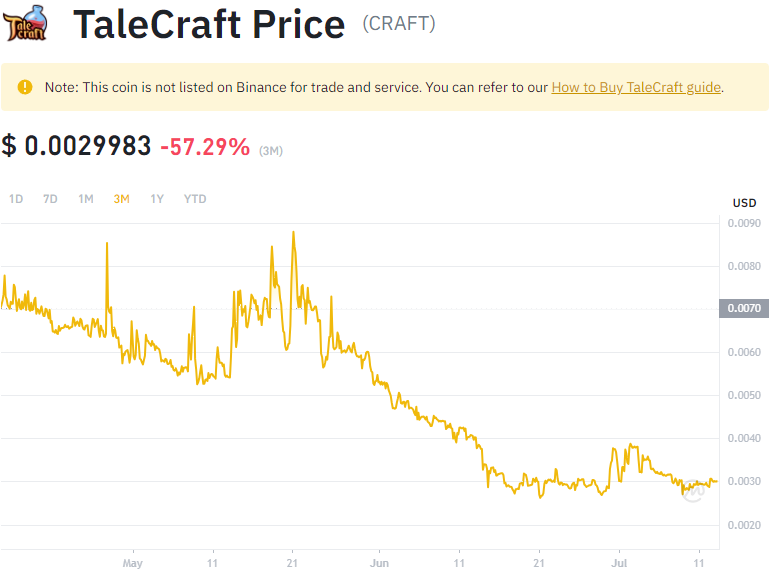 Tale Craft
TaleCraft Price (CRAFT)
Note: This coin is not listed on Binance for trade and service. You can refer to our How to Buy TaleCraft guide.
$ 0.0029983 -57.29% (3M)
1D 7D 1M 3M 1Y YTD
USD
0.0090
0.0080
0.0070
0.0060
0.0050
0.0040
0.0030
0.0020
May 11 21 Jun 11 21 Jul 11